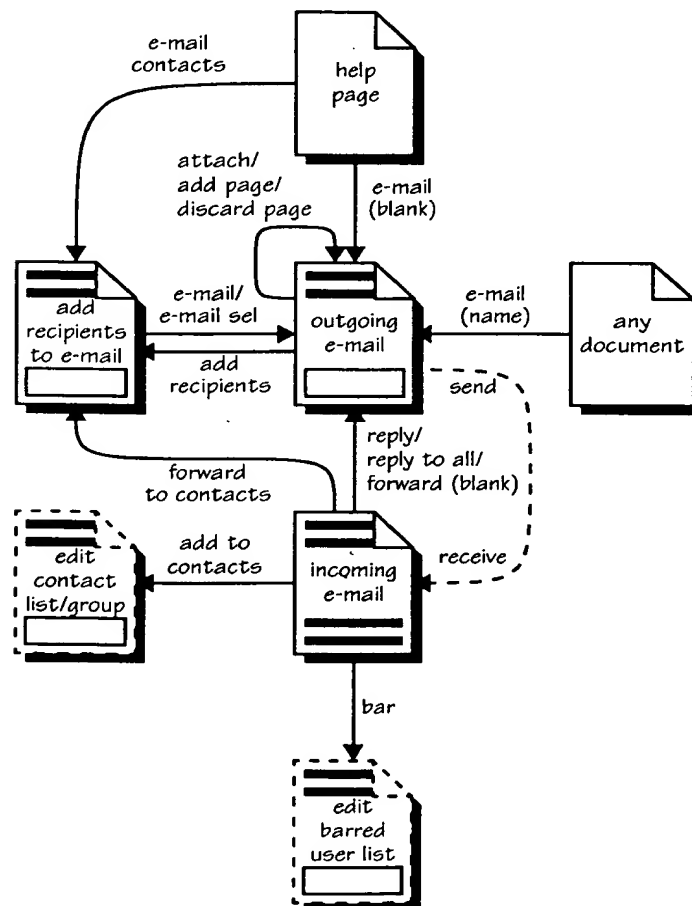 e-mail
contacts
help
page
attach/
add page/
discard page
e-mail
(blank)
add
recipients
to e-mail
e-mail/
e-mail sel
add
recipients
outgoing
e-mail
e-mail
(name)
any
document
send
reply/
reply to all/
forward (blank)
forward
to contacts
edit
contact
list/group
add to
contacts
incoming
e-mail
receive
bar
edit
barred
user list